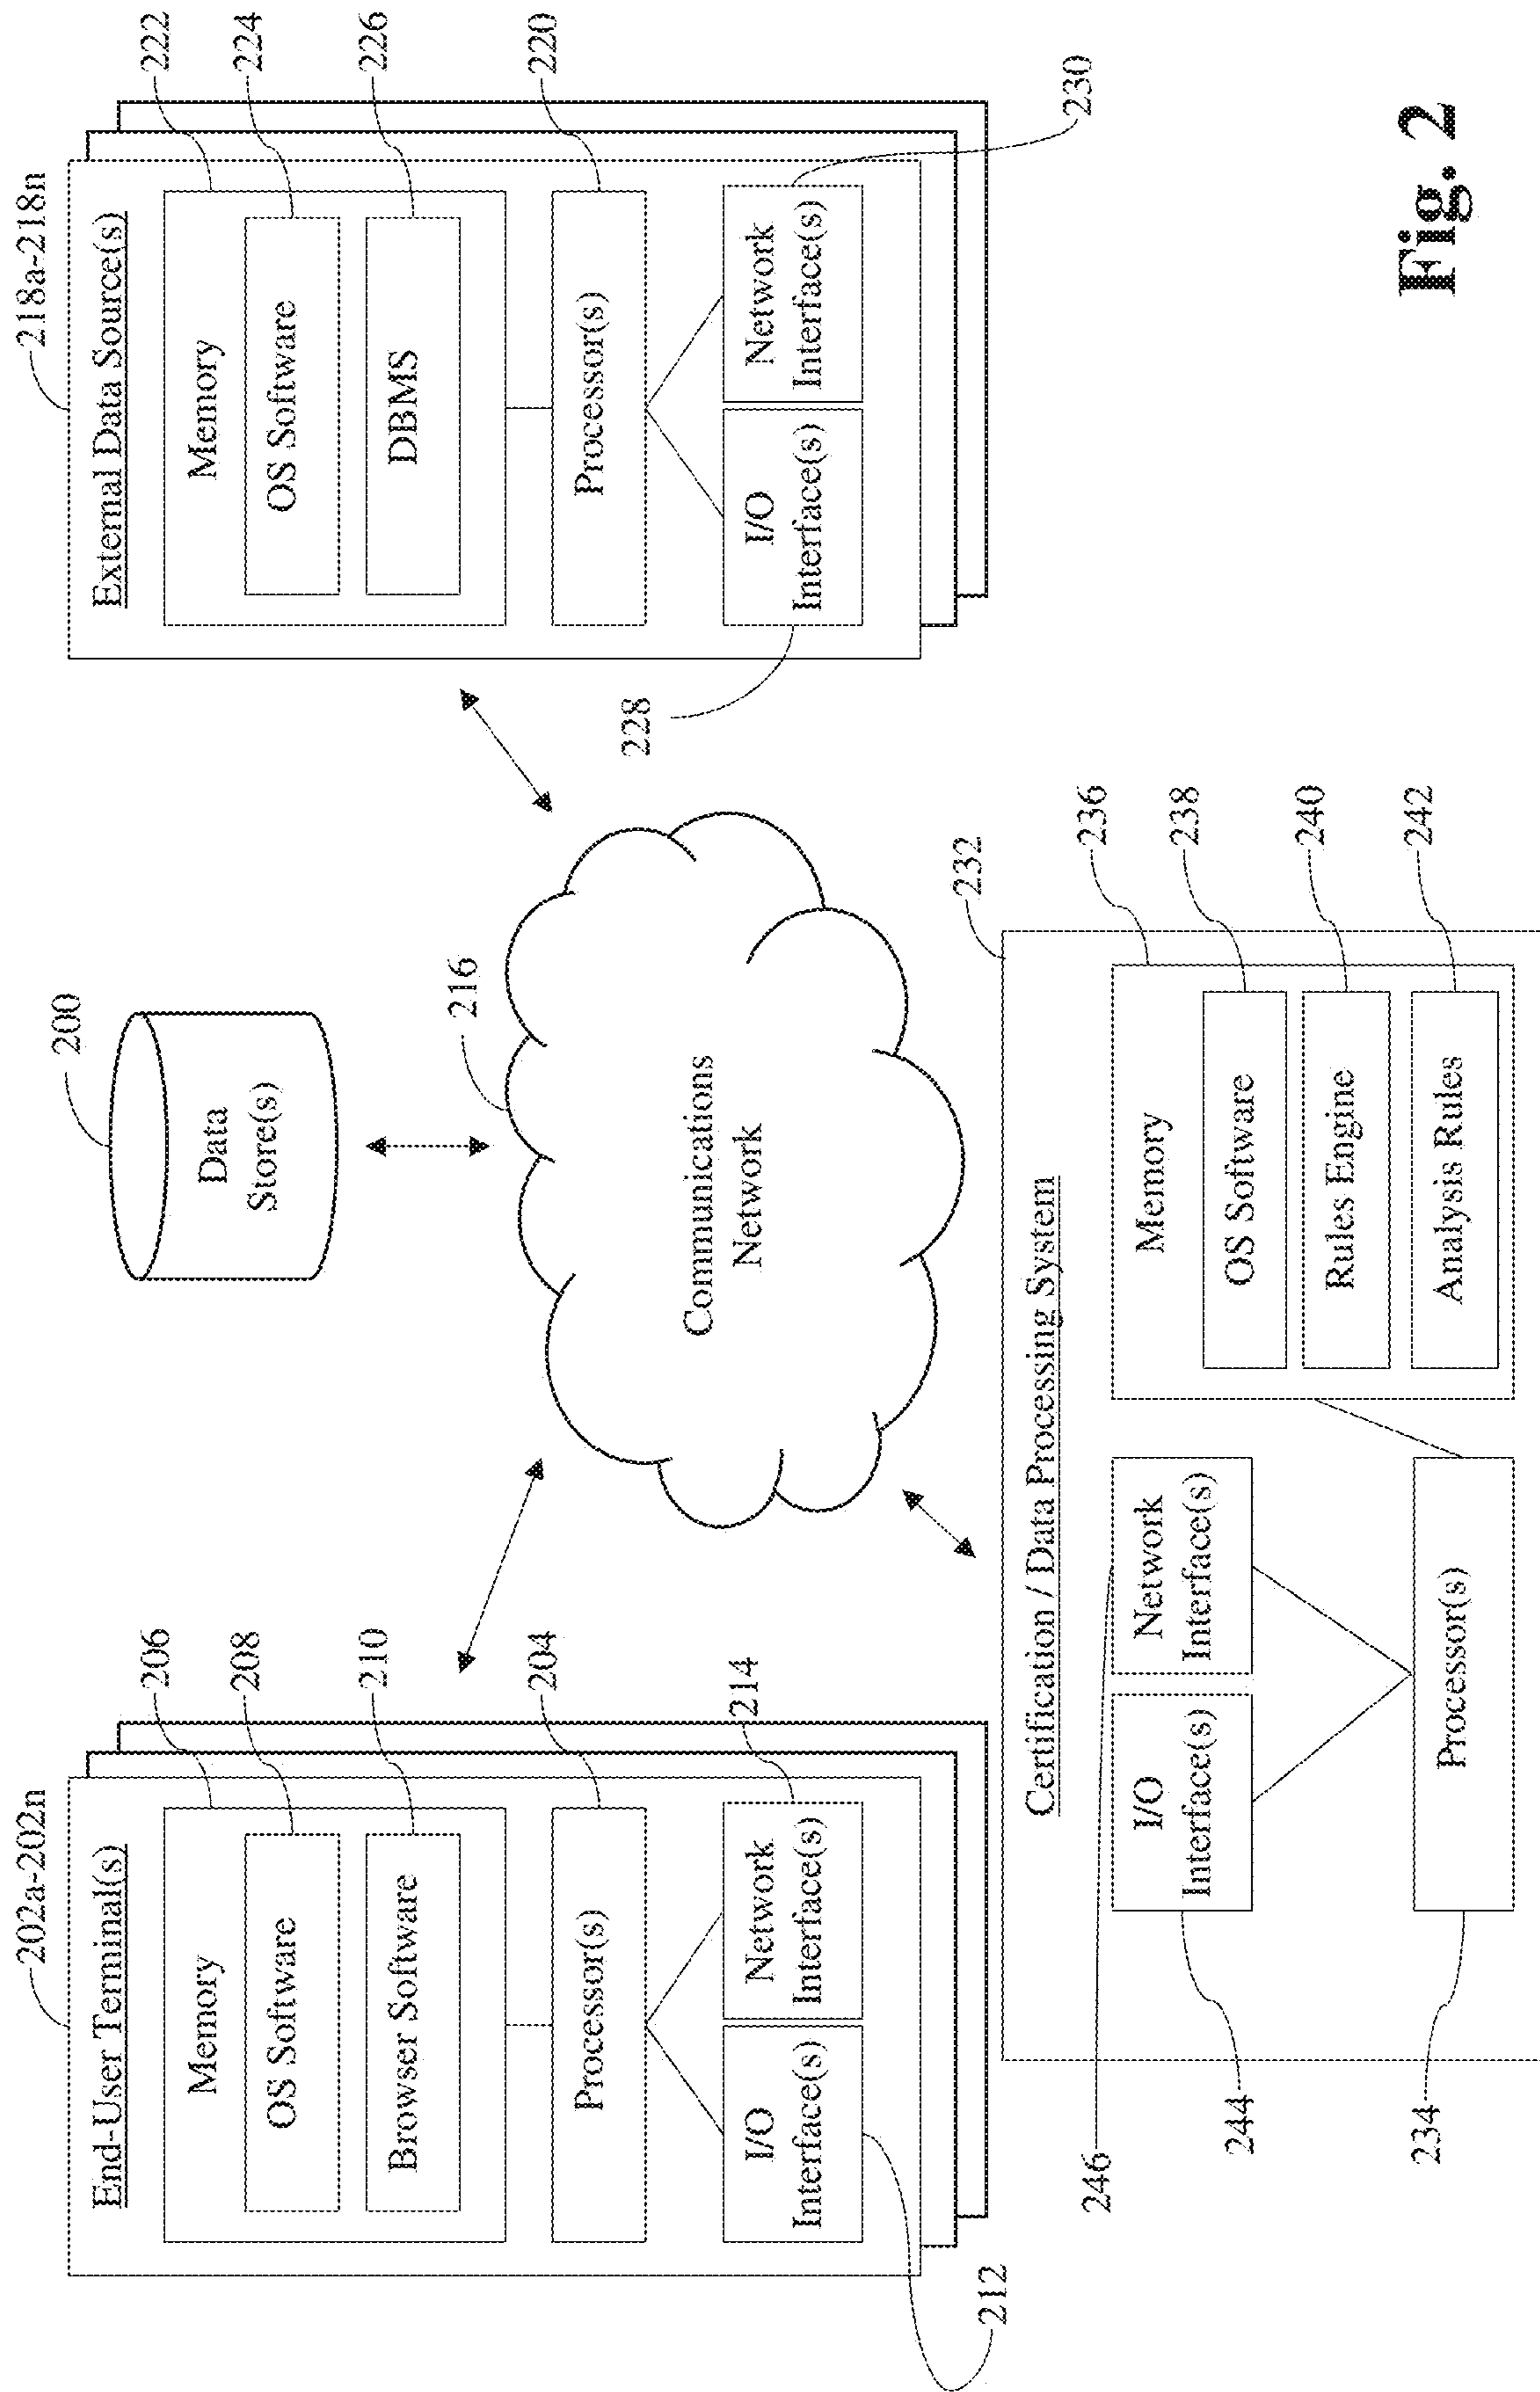 202a-202n
End-User Terminal(s)
Memory
206
OS Software
208
Browser Software
210
Processor(s)
204
I/O
Interface(s)
Network
Interface(s)
214
212
200
Data
Store(s)
216
Communications
Network
218a-218n
External Data Source(s)
Memory
222
OS Software
224
DBMS
226
Processor(s)
220
I/O
Interface(s)
Network
Interface(s)
228
230
232
Certification / Data Processing System
246
I/O
Interface(s)
Network
Interface(s)
244
Processor(s)
234
Memory
236
OS Software
238
Rules Engine
240
Analysis Rules
242
Fig. 2